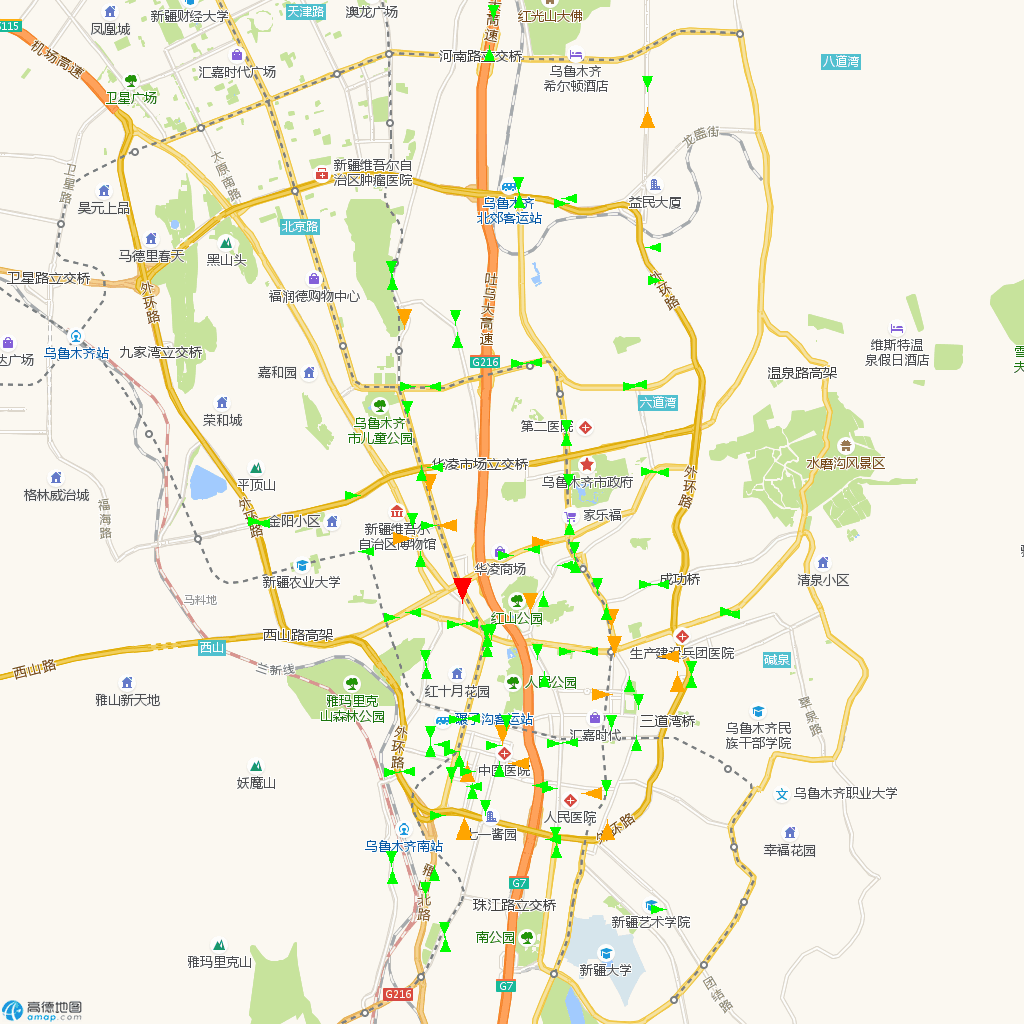 凤凰城
新疆财经大学
天津路
澳龙广场
大
高
速
红光山大佛
S115
机场高速
汇嘉时代广场
河南路立交桥
乌鲁木齐
希尔顿酒店
八道湾
卫星广场
龙盛街
卫星路
太原南路
新疆维吾尔自
治区肿瘤医院
昊元上品
益民大厦
乌鲁木齐
北郊客运站
北京路
马德里春天
黑山头
卫星路立交桥
外环路
福润德购物中心
吐乌大高速
北环路
乌鲁木齐站
达广场
九家湾立交桥
G216
维斯特温
泉假日酒店
雪
夫
嘉和园
温泉路高架
荣和城
乌鲁木齐
市儿童公园
六道湾
第二医院
水磨沟风景区
平顶山
华凌市场立交桥
乌鲁木齐市政府
外环路
格林威治城
福海路
外环路
金阳小区
新疆维吾尔
自治区博物馆
家乐福
新疆农业大学
华凌商场
成功桥
清泉小区
马料地
红山公园
西山路高架
西山
西山路
兰新线
生产建设兵团医院
碱泉
雅山新天地
雅玛里克
山森林公园
红十月花园
人民公园
翠泉路
外环路
碾子沟客运站
汇嘉时代
三道湾桥
乌鲁木齐民
族干部学院
妖魔山
中医医院
乌鲁木齐职业大学
人民医院
外环路
七一酱园
乌鲁木齐南站
幸福花园
雅山北路
G7
珠江路立交桥
新疆艺术学院
南公园
雅玛里克山
新疆大学
G216
G7
团结路
高德地图
amap.com